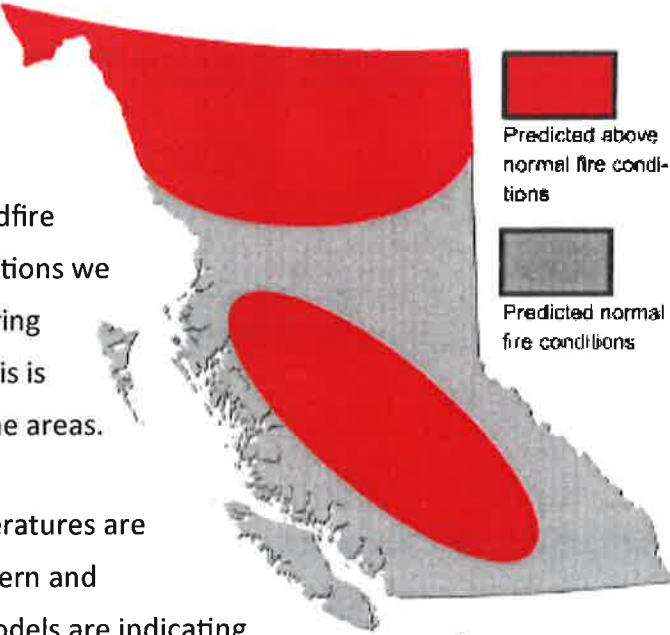 Predicted above
normal fire condi-
tions
Predicted normal
fire conditions
dfire
tions we
ing
is is
e areas.
eratures are
ern and
odels are indicating